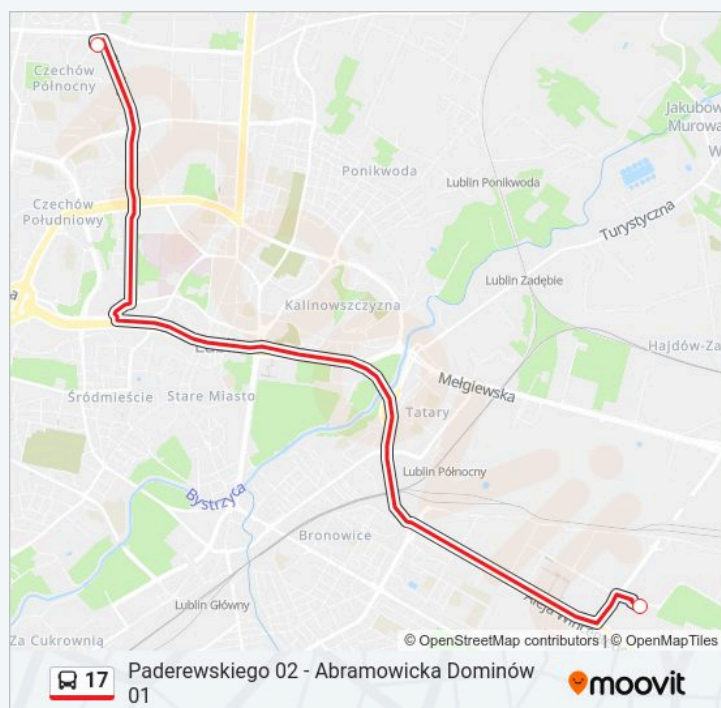 Czechów
Północny
Jakubow
Murowa
W
Ponikwoda
Lublin Ponikwoda
Czechów
Południowy
Turystyczna
Lublin Zadębie
a
Kalinowszczyzna
Hajdów-Za
Mełgiewska
Śródmieście
Stare Miasto
Tatary
Lublin Północny
Bystrzyca
Bronowice
Lublin Główny
Aleja Win
Za Cukrownią
© OpenStreetMap contributors | © OpenMapTiles
17
Paderewskiego 02 - Abramowicka Dominów
01
moovit